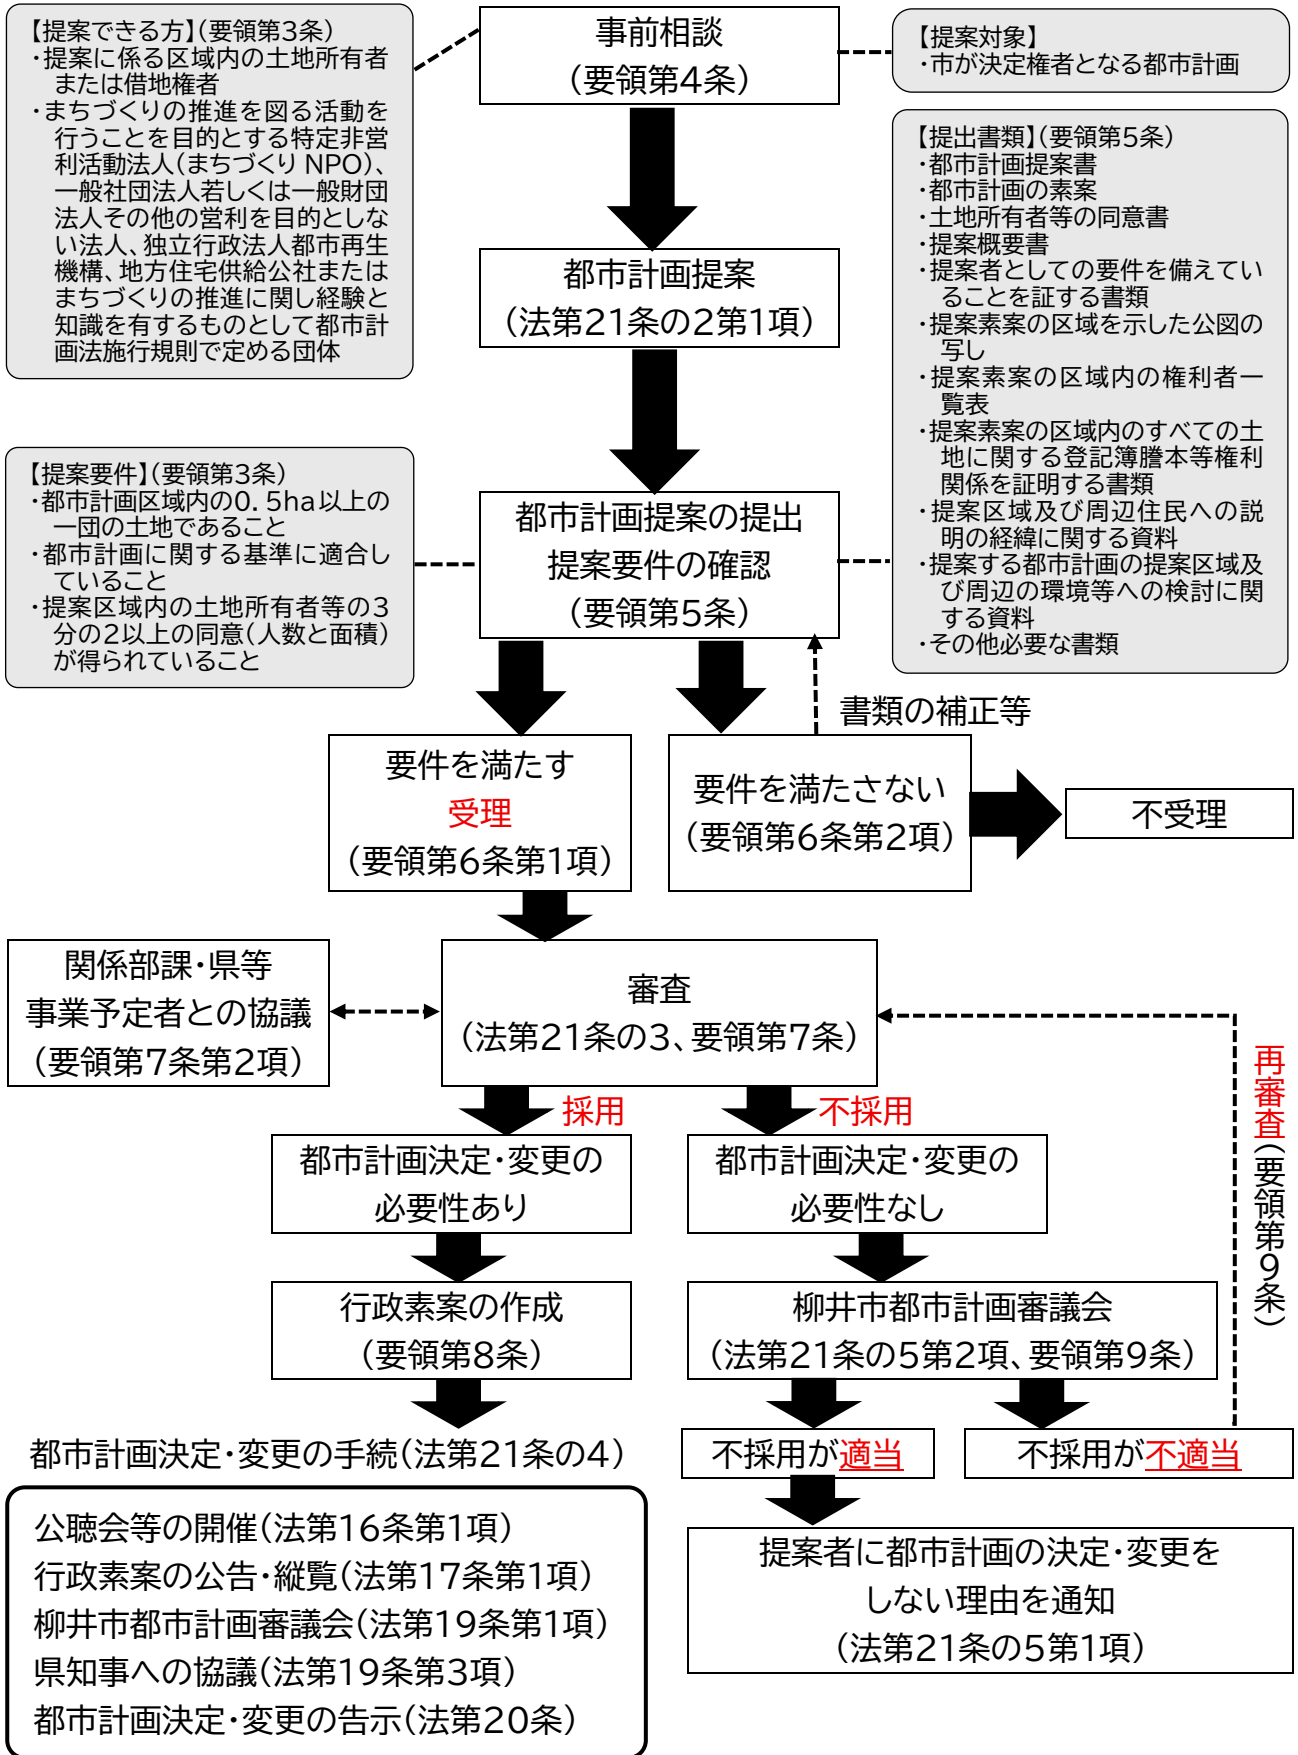 【提案できる方】(要領第3条)
・提案に係る区域内の土地所有者
または借地権者
・まちづくりの推進を図る活動を
行うことを目的とする特定非営
利活動法人(まちづくり NPO)、
一般社団法人若しくは一般財団
法人その他の営利を目的としな
い法人、独立行政法人都市再生
機構、地方住宅供給公社または
まちづくりの推進に関し経験と
知識を有するものとして都市計
画法施行規則で定める団体
事前相談
(要領第4条)
【提案対象】
・市が決定権者となる都市計画
都市計画提案
(法第21条の2第1項)
【提出書類】(要領第5条)
・都市計画提案書
・都市計画の素案
・土地所有者等の同意書
・提案概要書
・提案者としての要件を備えてい
ることを証する書類
・提案素案の区域を示した公図の
写し
・提案素案の区域内の権利者一
覧表
・提案素案の区域内のすべての土
地に関する登記簿謄本等権利
関係を証明する書類
・提案区域及び周辺住民への説
明の経緯に関する資料
・提案する都市計画の提案区域及
び周辺の環境等への検討に関
する資料
・その他必要な書類
【提案要件】(要領第3条)
・都市計画区域内の0.5ha以上の
一団の土地であること
・都市計画に関する基準に適合し
ていること
・提案区域内の土地所有者等の3
分の2以上の同意(人数と面積)
が得られていること
都市計画提案の提出
提案要件の確認
(要領第5条)
書類の補正等
要件を満たす
受理
(要領第6条第1項)
要件を満たさない
(要領第6条第2項)
不受理
関係部課・県等
事業予定者との協議
(要領第7条第2項)
審査
(法第21条の3、要領第7条)
再審査(要領第9条)
採用
不採用
都市計画決定・変更の
必要性あり
都市計画決定・変更の
必要性なし
行政素案の作成
(要領第8条)
柳井市都市計画審議会
(法第21条の5第2項、要領第9条)
都市計画決定・変更の手続(法第21条の4)
不採用が適当
不採用が不適当
公聴会等の開催(法第16条第1項)
行政素案の公告・縦覧(法第17条第1項)
柳井市都市計画審議会(法第19条第1項)
県知事への協議(法第19条第3項)
都市計画決定・変更の告示(法第20条)
提案者に都市計画の決定・変更を
しない理由を通知
(法第21条の5第1項)